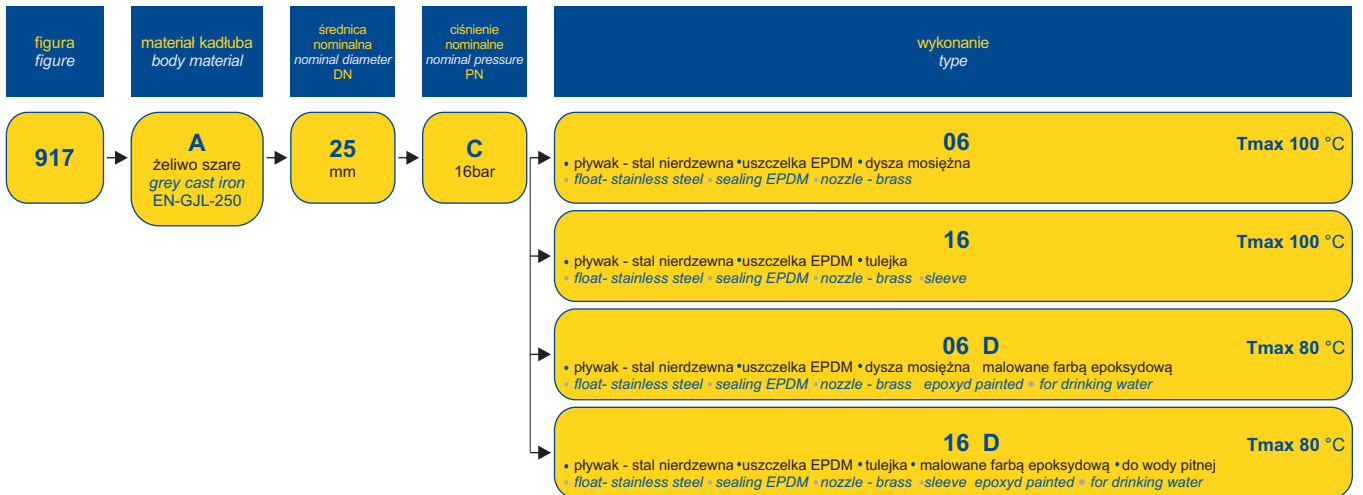 figura
figure
materiał kadłuba
body material
średnica
nominalna
nominal diameter
DN
ciśnienie
nominalne
nominal pressure
PN
wykonanie
type
917
A
żeliwo szare
grey cast iron
EN-GJL-250
25
mm
C
16bar
06 Tmax 100 °C
• pływak - stal nierdzewna •uszczelka EPDM •dysza mosiężna
• float- stainless steel • sealing EPDM •nozzle - brass
16 Tmax 100 °C
• pływak - stal nierdzewna •uszczelka EPDM •tulejka
• float- stainless steel • sealing EPDM •nozzle - brass •sleeve
06 D Tmax 80 °C
• pływak - stal nierdzewna •uszczelka EPDM •dysza mosiężna malowane farbą epoksydową
• float- stainless steel • sealing EPDM •nozzle - brass epoxyd painted • for drinking water
16 D Tmax 80 °C
• pływak - stal nierdzewna •uszczelka EPDM •tulejka • malowane farbą epoksydową •do wody pitnej
• float- stainless steel • sealing EPDM •nozzle - brass •sleeve epoxyd painted • for drinking water